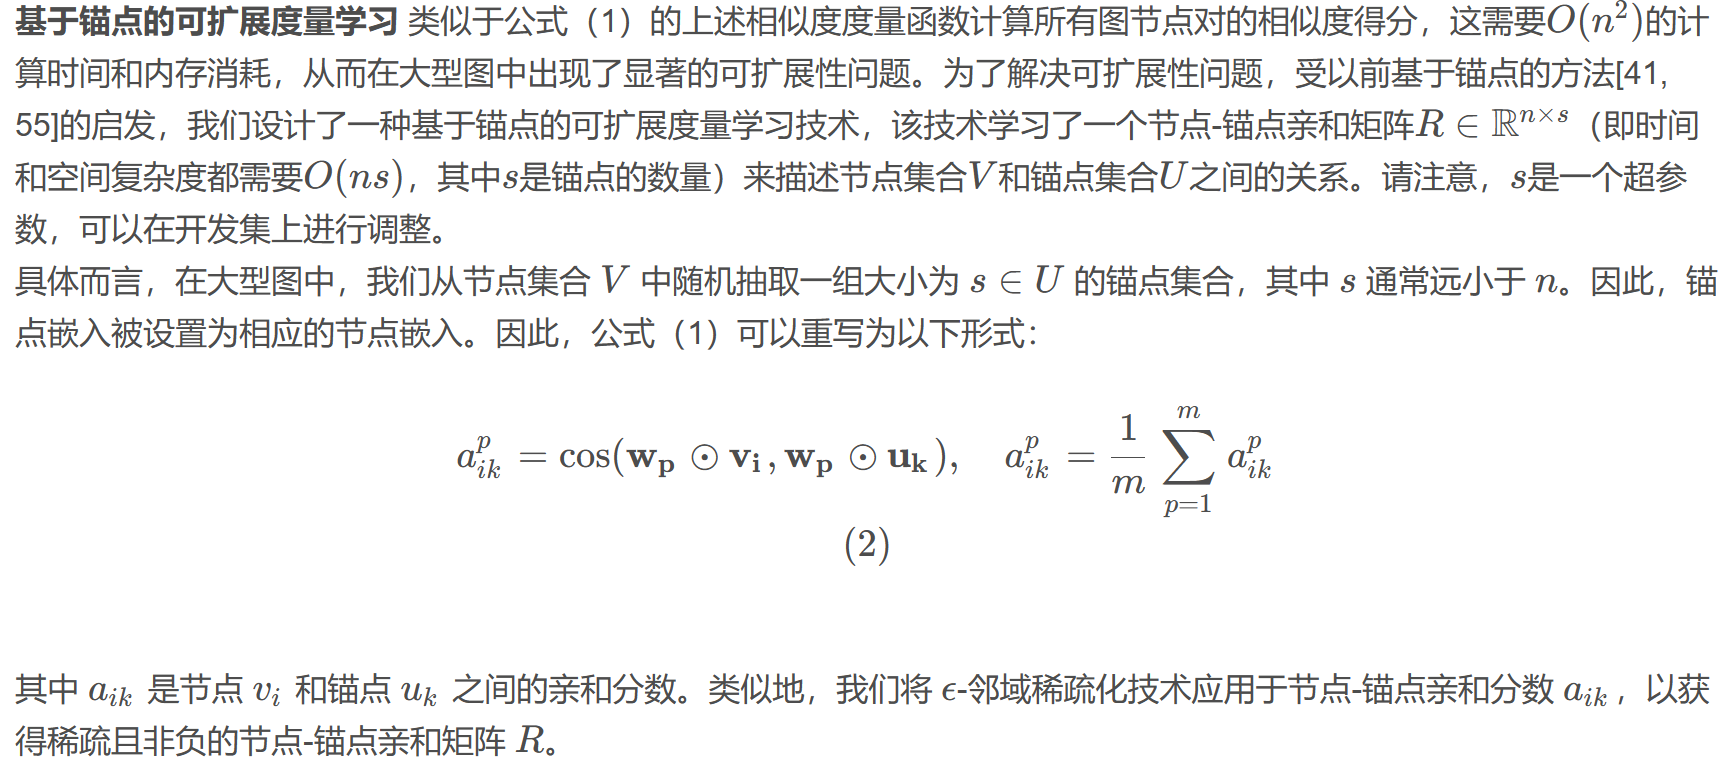 基于锚点的可扩展度量学习 类似于公式（1）的上述相似度度量函数计算所有图节点对的相似度得分，这需要$O(n^2)$的计
算时间和内存消耗，从而在大型图中出现了显著的可扩展性问题。为了解决可扩展性问题，受以前基于锚点的方法[41,
55]的启发，我们设计了一种基于锚点的可扩展度量学习技术，该技术学习了一个节点-锚点亲和矩阵$R \in \mathbb{R}^{n \times s}$（即时间
和空间复杂度都需要$O(ns)$，其中$s$是锚点的数量）来描述节点集合$V$和锚点集合$U$之间的关系。请注意，$s$是一个超参
数，可以在开发集上进行调整。
具体而言，在大型图中，我们从节点集合 $V$ 中随机抽取一组大小为 $s \in U$ 的锚点集合，其中 $s$ 通常远小于 $n$。因此，锚
点嵌入被设置为相应的节点嵌入。因此，公式（1）可以重写为以下形式：
$a_{ik}^{p} = \cos(\mathbf{w_p} \odot \mathbf{v_i}, \mathbf{w_p} \odot \mathbf{u_k}), \quad a_{ik}^{p} = \frac{1}{m} \sum_{p=1}^{m} a_{ik}^{p}$
(2)
其中 $a_{ik}$ 是节点 $v_i$ 和锚点 $u_k$ 之间的亲和分数。类似地，我们将 $\epsilon$-邻域稀疏化技术应用于节点-锚点亲和分数 $a_{ik}$，以获
得稀疏且非负的节点-锚点亲和矩阵 $R$。